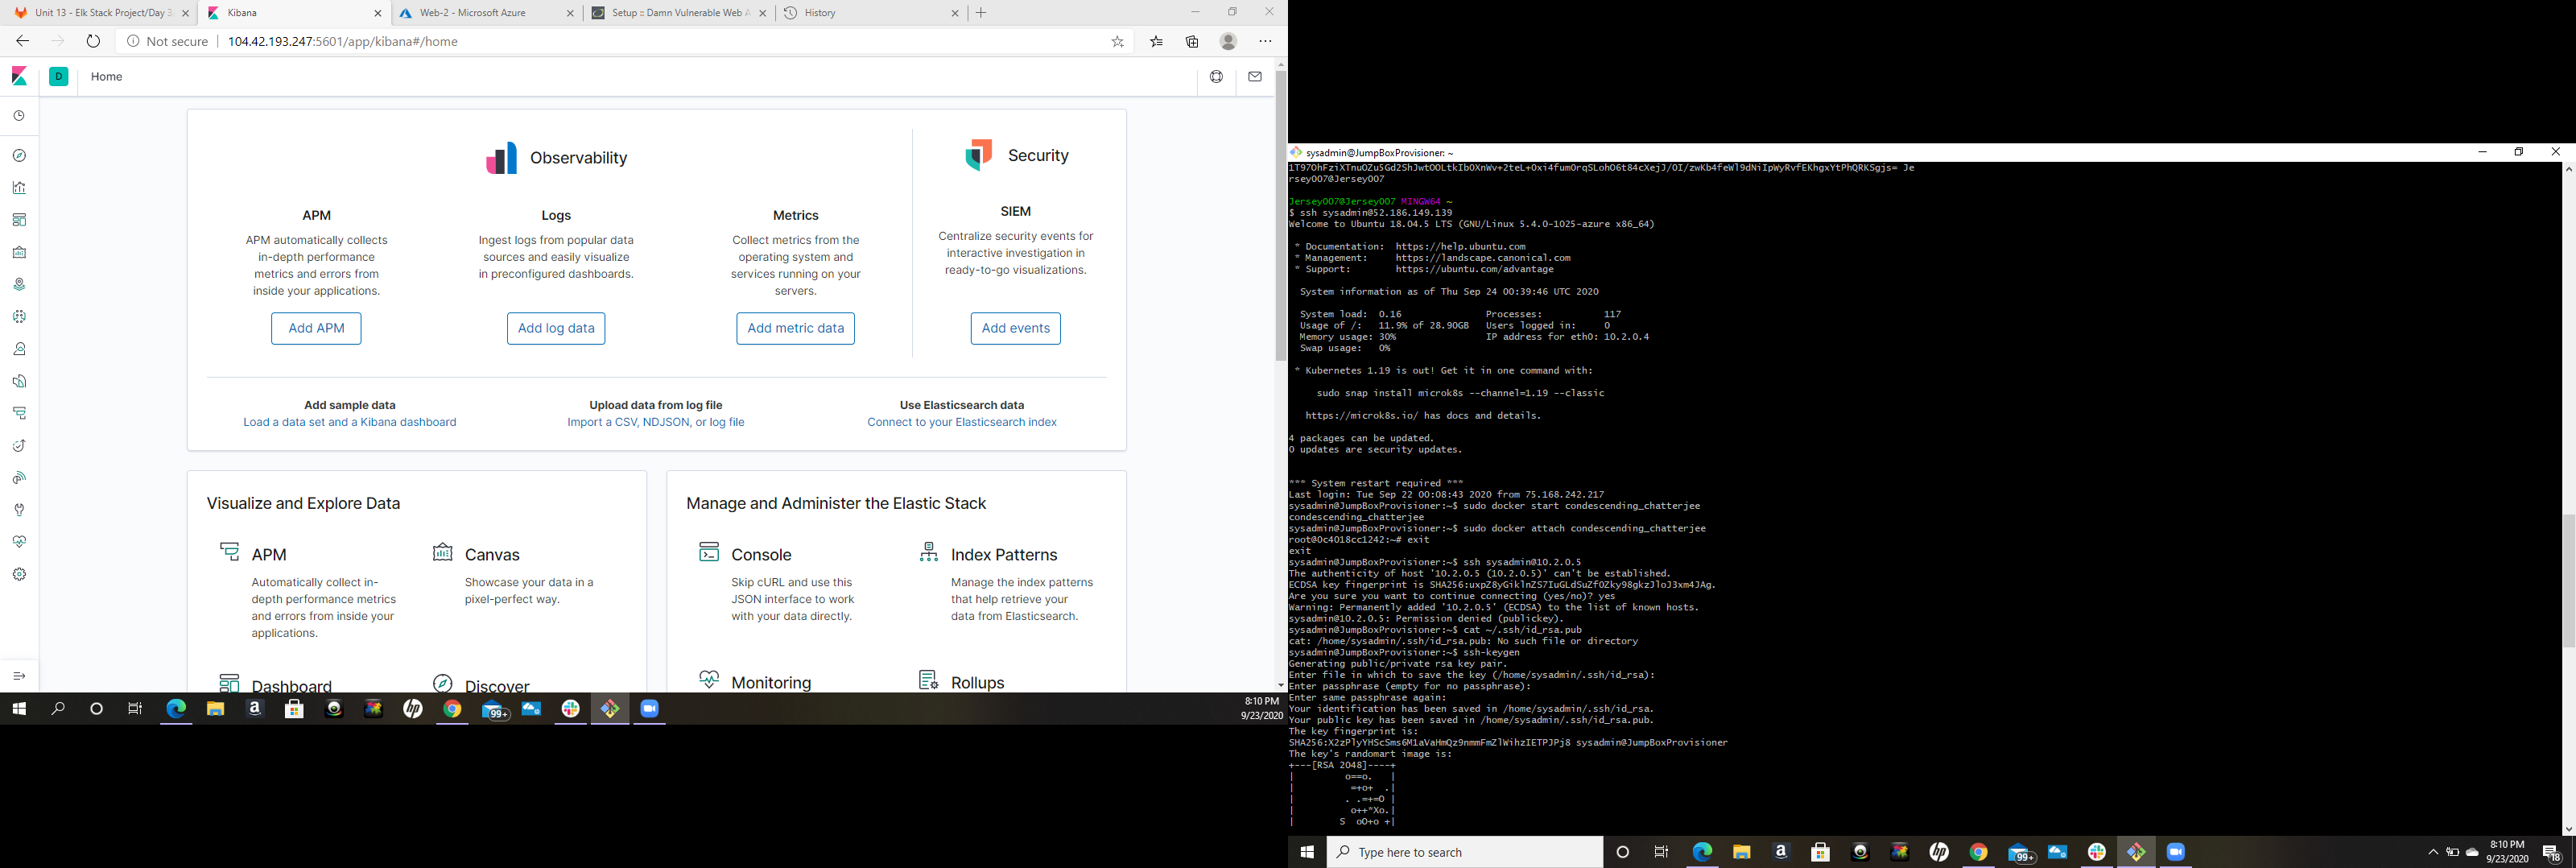 Unit 13 - Elk Stack Project/Day 3
Kibana
Web-2 - Microsoft Azure
Setup :: Damn Vulnerable Web A
History
Not secure
104.42.193.247:5601/app/kibana#/home
D
Home
Observability
Security
APM
APM automatically collects
in-depth performance
metrics and errors from
inside your applications.
Add APM
Logs
Ingest logs from popular data
sources and easily visualize
in preconfigured dashboards.
Add log data
Metrics
Collect metrics from the
operating system and
services running on your
servers.
Add metric data
SIEM
Centralize security events for
interactive investigation in
ready-to-go visualizations.
Add events
Add sample data
Load a data set and a Kibana dashboard
Upload data from log file
Import a CSV, NDJSON, or log file
Use Elasticsearch data
Connect to your Elasticsearch index
Visualize and Explore Data
APM
Automatically collect in-
depth performance metrics
and errors from inside your
applications.
Canvas
Showcase your data in a
pixel-perfect way.
Dashboard
Discover
Manage and Administer the Elastic Stack
Console
Skip cURL and use this
JSON interface to work
with your data directly.
Index Patterns
Manage the index patterns
that help retrieve your
data from Elasticsearch.
Monitoring
Rollups
99+
8:10 PM
9/23/2020
sysadmin@JumpBoxProvisioner: ~
rsey007@Jersey007
Jersey007@Jersey007 MINGW64 ~
$ ssh sysadmin@52.186.149.139
Welcome to Ubuntu 18.04.5 LTS (GNU/Linux 5.4.0-1025-azure x86_64)
* Documentation: https://help.ubuntu.com
* Management: https://landscape.canonical.com
* Support: https://ubuntu.com/advantage
System information as of Thu Sep 24 00:39:46 UTC 2020
System load: 0.16 Processes: 117
Usage of /: 11.9% of 28.90GB Users logged in: 0
Memory usage: 30% IP address for eth0: 10.2.0.4
Swap usage: 0%
* Kubernetes 1.19 is out! Get it in one command with:
sudo snap install microk8s --channel=1.19 --classic
https://microk8s.io/ has docs and details.
4 packages can be updated.
0 updates are security updates.
*** System restart required ***
Last login: Tue Sep 22 00:08:43 2020 from 75.168.242.217
sysadmin@JumpBoxProvisioner:~$ sudo docker start condescending_chatterjee
condescending_chatterjee
sysadmin@JumpBoxProvisioner:~$ sudo docker attach condescending_chatterjee
root@0c4018cc1242:~# exit
exit
sysadmin@JumpBoxProvisioner:~$ ssh sysadmin@10.2.0.5
The authenticity of host '10.2.0.5 (10.2.0.5)' can't be established.
ECDSA key fingerprint is SHA256:uxpZ8yGiklnZS7IuGLdSuZfOZky98gkzJloJ3xm4JAg.
Are you sure you want to continue connecting (yes/no)? yes
Warning: Permanently added '10.2.0.5' (ECDSA) to the list of known hosts.
sysadmin@10.2.0.5: Permission denied (publickey).
sysadmin@JumpBoxProvisioner:~$ cat ~/.ssh/id_rsa.pub
cat: /home/sysadmin/.ssh/id_rsa.pub: No such file or directory
sysadmin@JumpBoxProvisioner:~$ ssh-keygen
Generating public/private rsa key pair.
Enter file in which to save the key (/home/sysadmin/.ssh/id_rsa):
Enter passphrase (empty for no passphrase):
Enter same passphrase again:
Your identification has been saved in /home/sysadmin/.ssh/id_rsa.
Your public key has been saved in /home/sysadmin/.ssh/id_rsa.pub.
The key fingerprint is:
SHA256:X2zPlyYHScSms6M1aVaHmQz9nmmFmZlWihzIETPJPj8 sysadmin@JumpBoxProvisioner
The key's randomart image is:
+---[RSA 2048]----+
| o==o. |
| =+o+ .|
| . .=+=O |
| o++*Xo.|
| S oO+o +|
Type here to search
99+
8:10 PM
9/23/2020
18